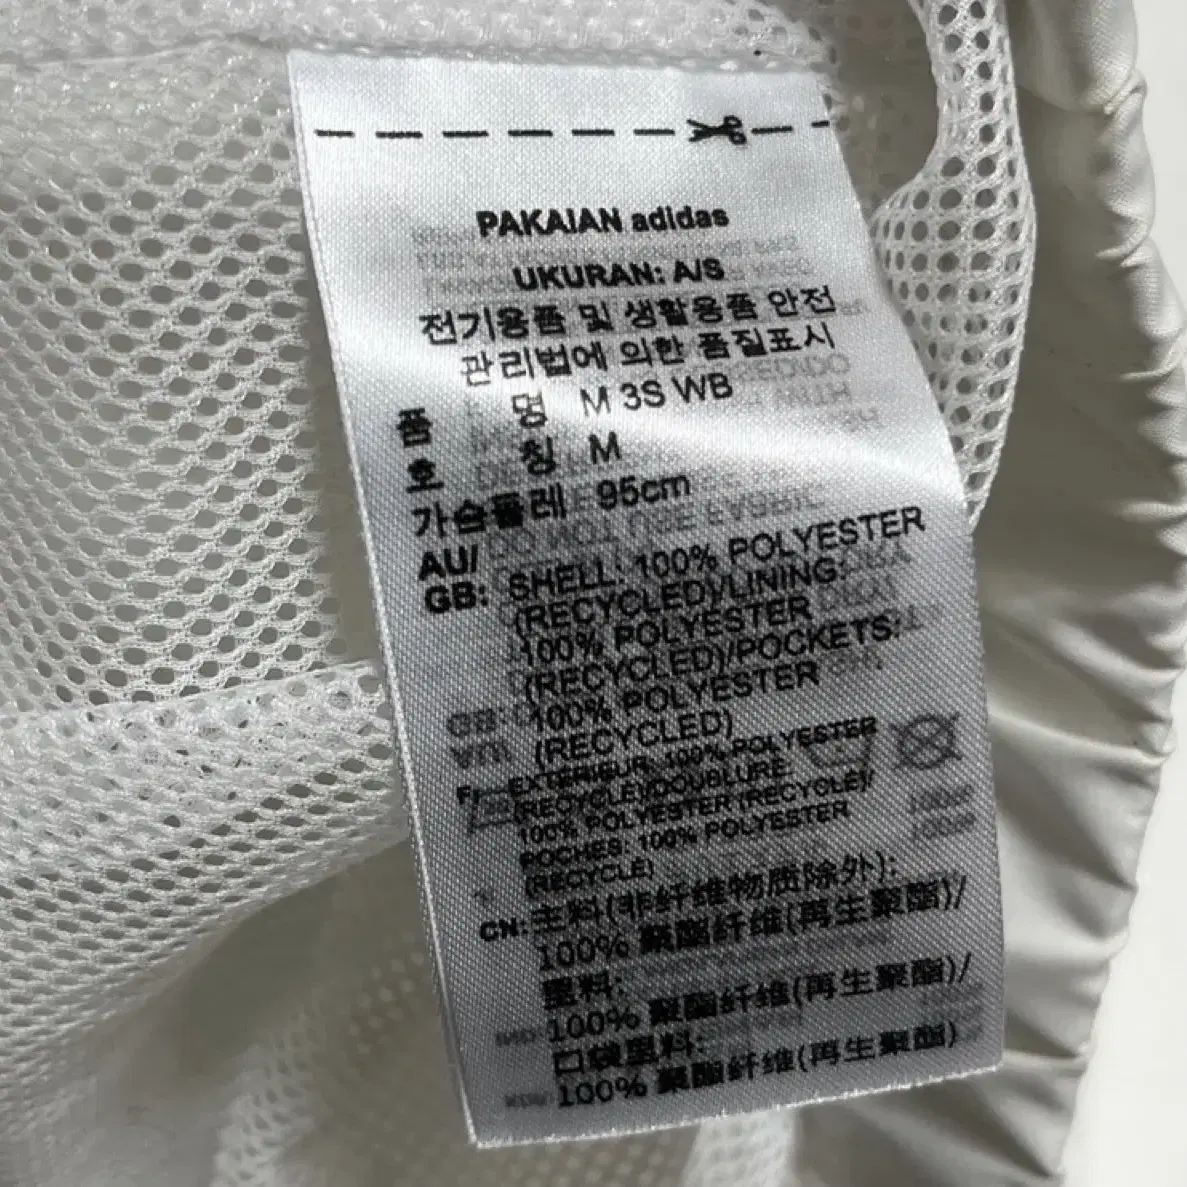 PAKAIAN adidas
UKURAN: A/S
전기용품 및 생활용품 안전
관리법에 의한 품질표시
품 명 M 3S WB
호 칭 M
가슴둘레 95cm
AU/
GB: SHELL: 100% POLYESTER
(RECYCLED)/LINING:
100% POLYESTER
(RECYCLED)/POCKETS:
100% POLYESTER
(RECYCLED)
F: EXTERIEUR: 100% POLYESTER
(RECYCLE)/DOUBLURE:
100% POLYESTER (RECYCLE)/
POCHES: 100% POLYESTER
(RECYCLE)
CN: 主料(非纤维物质除外):
100% 聚酯纤维(再生聚酯)/
里料:
100% 聚酯纤维(再生聚酯)/
口袋里料:
100% 聚酯纤维(再生聚酯)